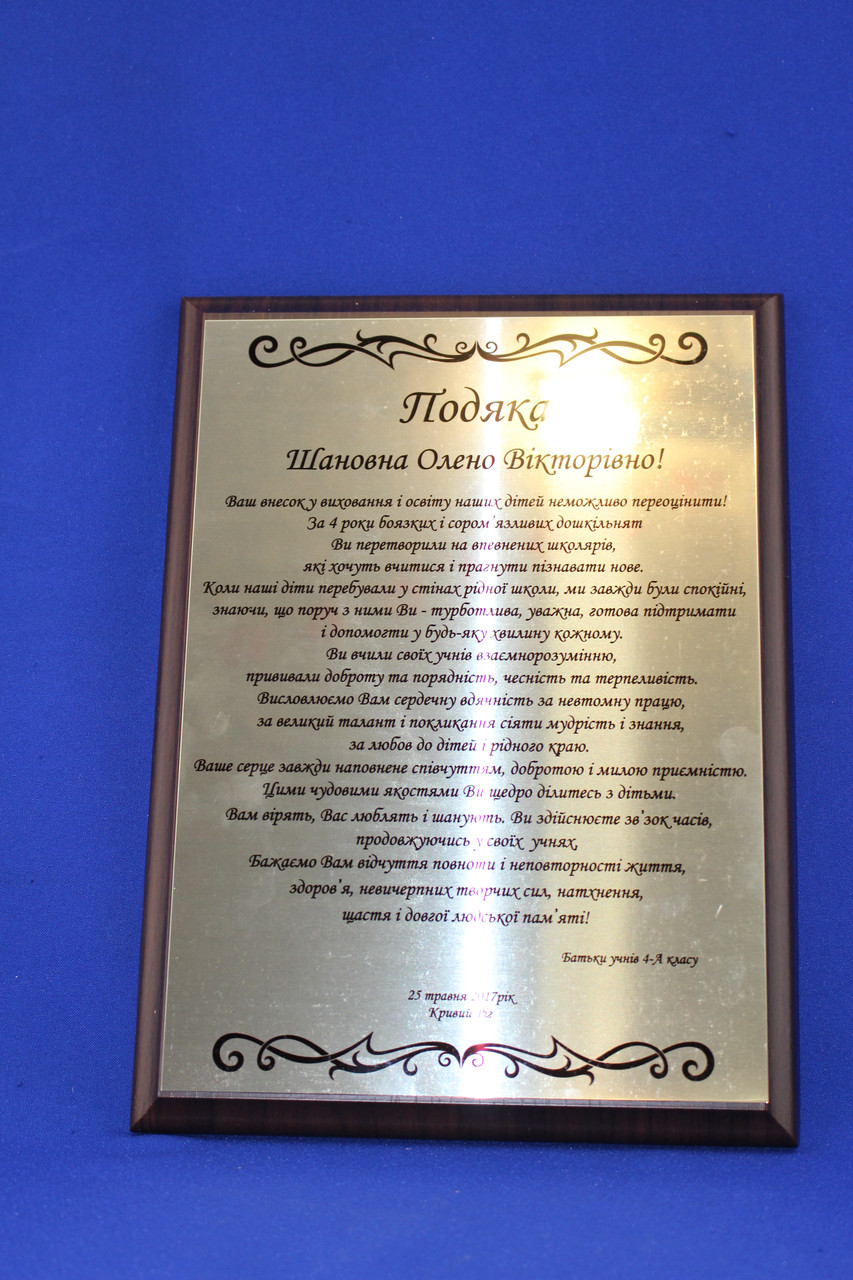 Подяка
Шановна Олено Вікторівно!
Ваш внесок у виховання і освіту наших дітей неможливо переоцінити!
За 4 роки боязких і сором'язливих дошкільнят
Ви перетворили на впевнених школярів,
які хочуть вчитися і прагнути пізнавати нове.
Коли наші діти перебували у стінах рідної школи, ми завжди були спокійні,
знаючи, що поруч з ними Ви - турботлива, уважна, готова підтримати
і допомогти у будь-яку хвилину кожному.
Ви вчили своїх учнів взаєморозумінню,
прививали доброту та порядність, чесність та терпеливість.
Висловлюємо Вам сердечну вдячність за невтомну працю,
за великий талант і покликання сіяти мудрість і знання,
за любов до дітей і рідного краю.
Ваше серце завжди наповнене співчуттям, добротою і милою приємністю.
Цими чудовими якостями Ви щедро ділитесь з дітьми.
Вам вірять, Вас люблять і шанують. Ви здійснюєте зв'зок часів,
продовжуючись у своїх учнях,
Бажаємо Вам відчуття повноти і неповторності життя,
здоров'я, невичерпних творчих сил, натхнення,
щастя і довгої людської пам'яті!
Батьки учнів 4-А класу
25 травня 2017рік
Кривий Ріг